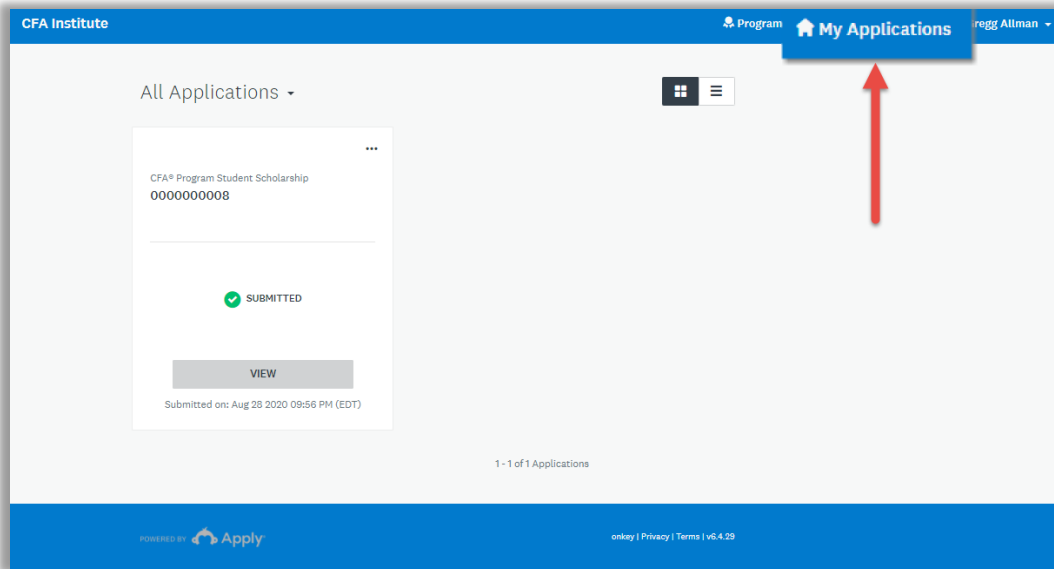 CFA Institute
Program
My Applications
regg Allman
All Applications
CFA® Program Student Scholarship
0000000008
SUBMITTED
VIEW
Submitted on: Aug 28 2020 09:56 PM (EDT)
1 - 1 of 1 Applications
POWERED BY Apply
onkey | Privacy | Terms | v6.4.29